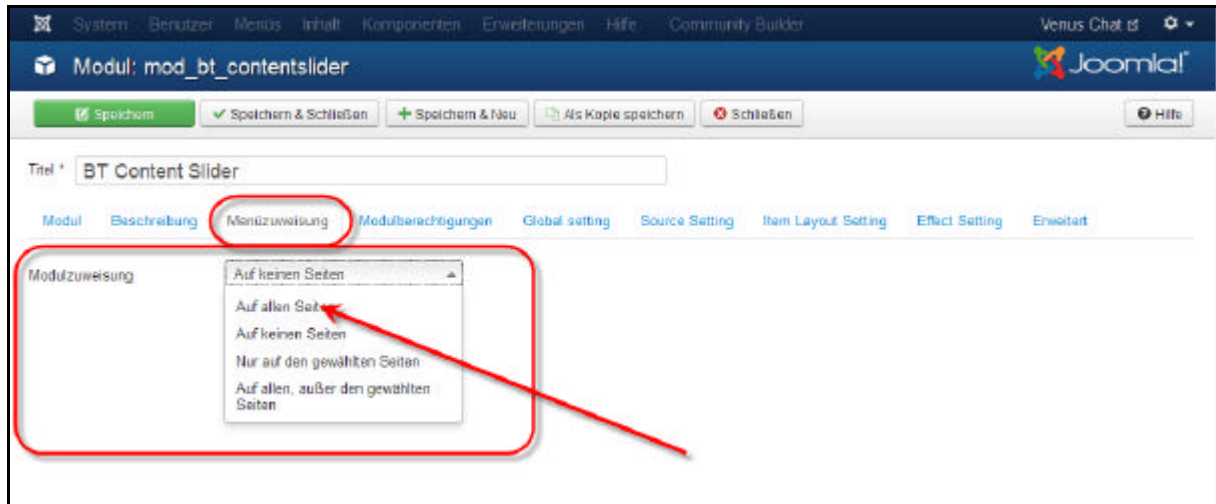 System Benutzer Menüs Inhalt Komponenten Erweiterungen Hilfe Community Builder Venus Chat
Modul: mod_bt_contentslider Joomla!
Speichern Speichern & Schließen Speichern & Neu Als Kopie speichern Schließen Hilfe
Titel * BT Content Slider
Modul Beschreibung Menüzuweisung Modulberechtigungen Global setting Source Setting Item Layout Setting Effect Setting Erweitert
Modulzuweisung Auf keinen Seiten
Auf allen Seiten
Auf keinen Seiten
Nur auf den gewählten Seiten
Auf allen, außer den gewählten
Seiten